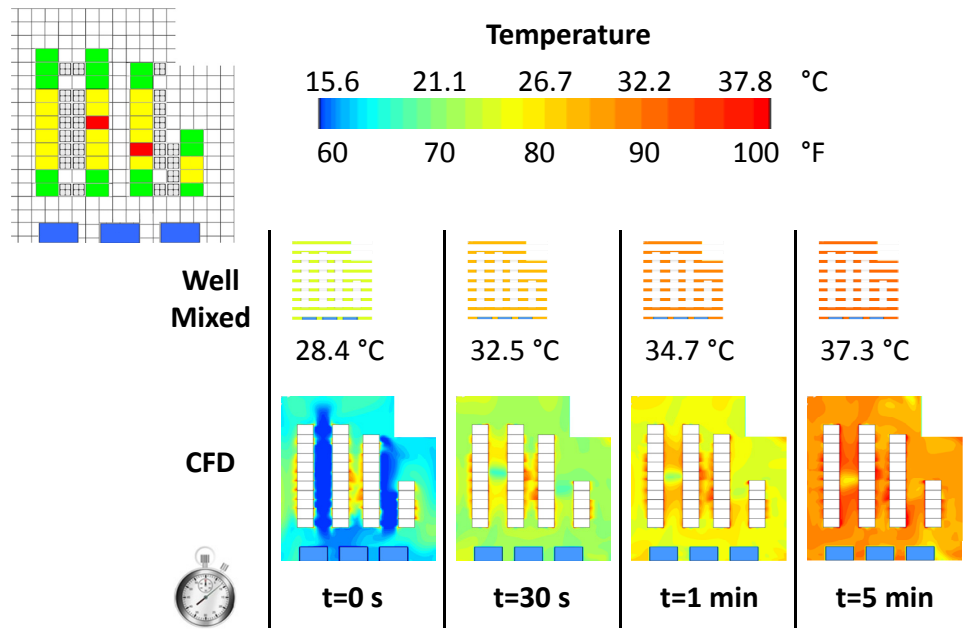 Temperature
15.6 21.1 26.7 32.2 37.8 °C
60 70 80 90 100 °F
Well
Mixed
28.4 °C 32.5 °C 34.7 °C 37.3 °C
CFD
t=0 s t=30 s t=1 min t=5 min